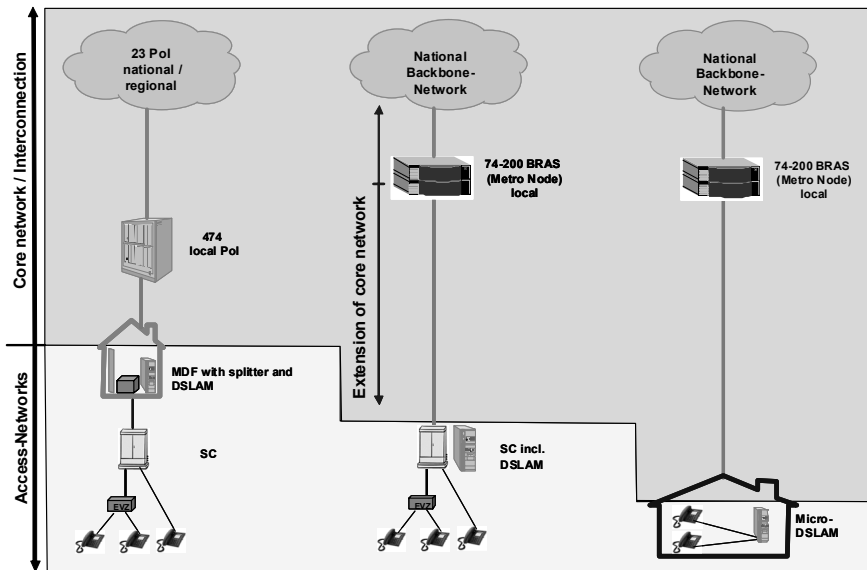 Core network / Interconnection
Access-Networks
23 PoI
national /
regional
474
local PoI
MDF with splitter and
DSLAM
SC
EVZ
National
Backbone-
Network
74-200 BRAS
(Metro Node)
local
Extension of core network
SC incl.
DSLAM
EVZ
National
Backbone-
Network
74-200 BRAS
(Metro Node)
local
Micro-
DSLAM